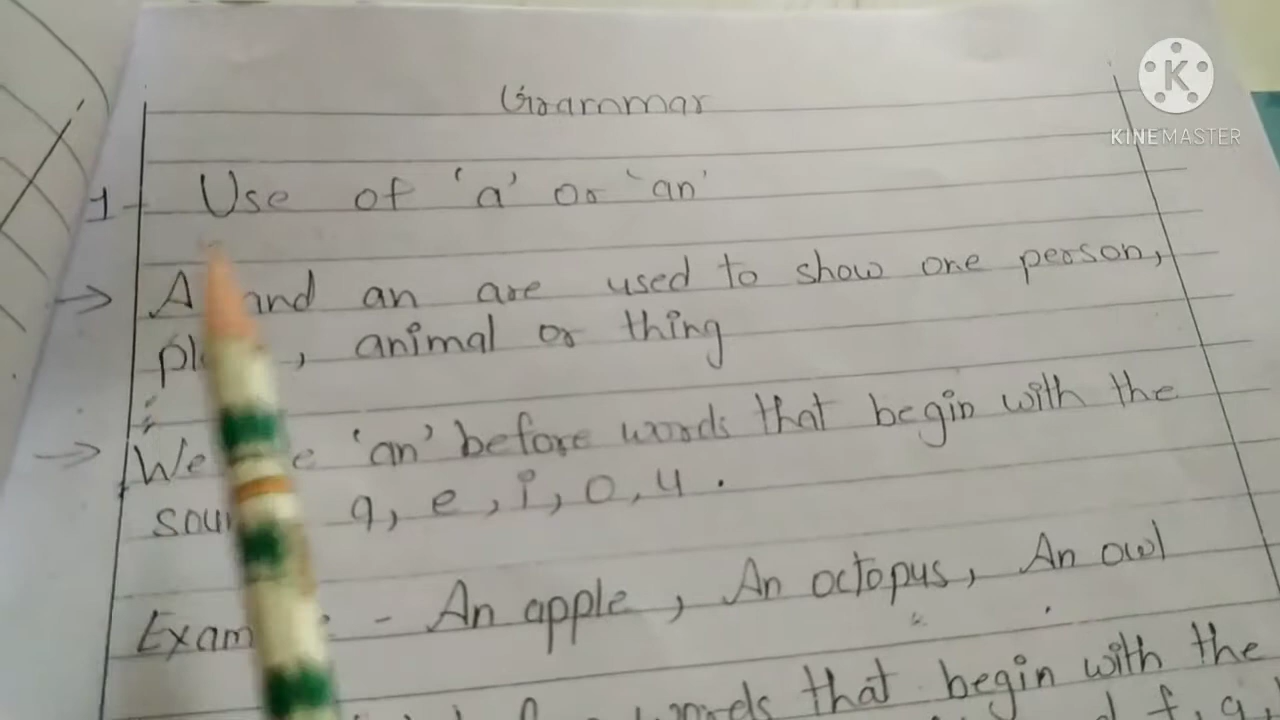 Grammar
1 Use of 'a' or 'an'
→ A and an are used to show one person,
, animal or thing
→ We 'an' before words that begin with the
a, e, i, o, u.
- An apple, An octopus, An owl
words that begin with the
d f, g,
K
KINEMASTER